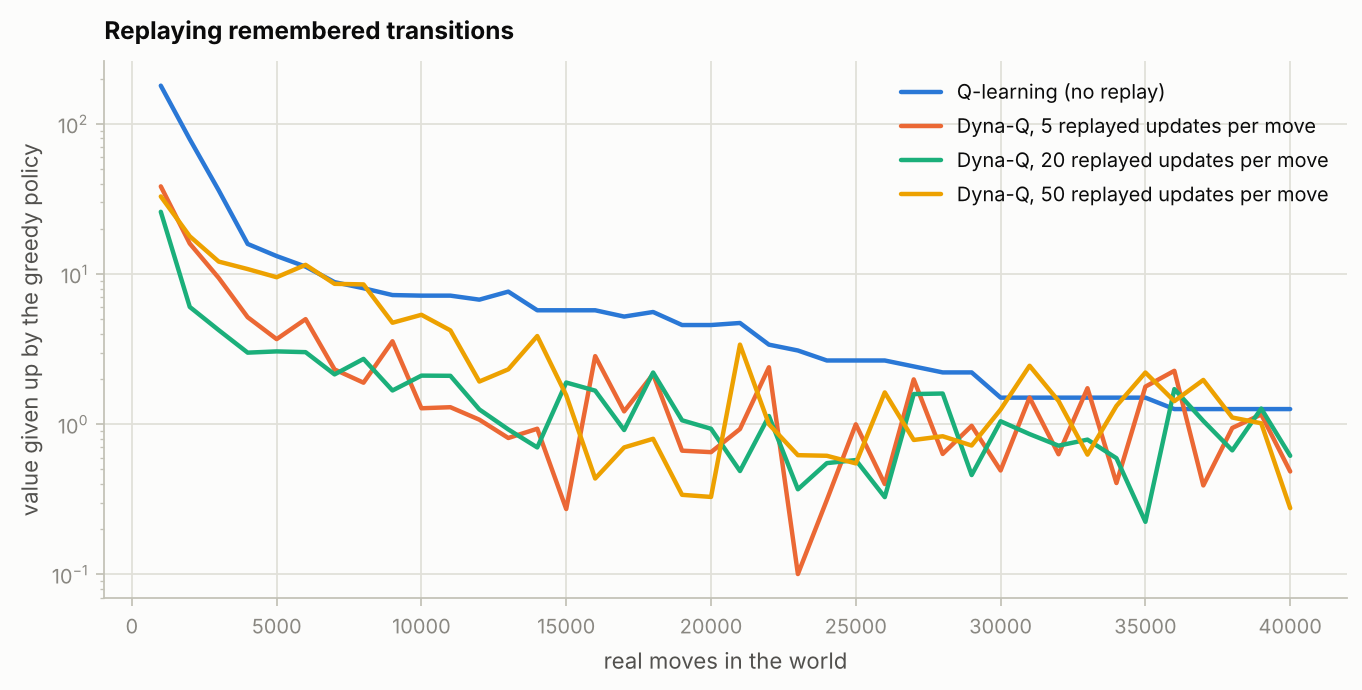 Replaying remembered transitions
value given up by the greedy policy
10²
10¹
10⁰
10⁻¹
Q-learning (no replay)
Dyna-Q, 5 replayed updates per move
Dyna-Q, 20 replayed updates per move
Dyna-Q, 50 replayed updates per move
0 5000 10000 15000 20000 25000 30000 35000 40000
real moves in the world